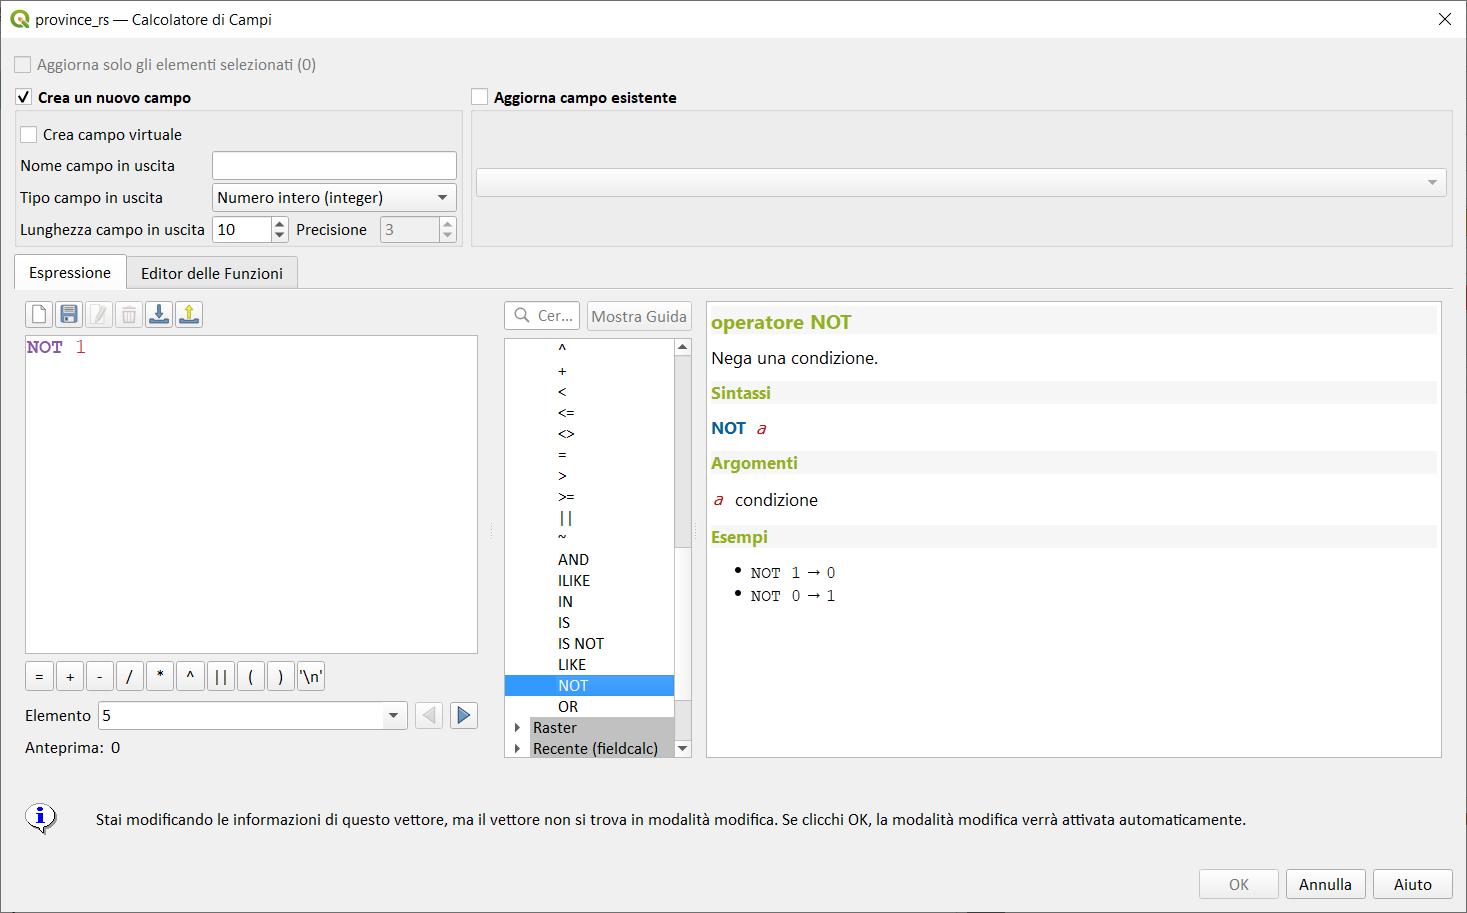 province_rs — Calcolatore di Campi
Aggiorna solo gli elementi selezionati (0)
Crea un nuovo campo
Aggiorna campo esistente
Crea campo virtuale
Nome campo in uscita
Tipo campo in uscita Numero intero (integer)
Lunghezza campo in uscita 10 Precisione 3
Espressione Editor delle Funzioni
Cer... Mostra Guida
NOT 1
^
+
<
<=
<>
=
>
>=
||
~
AND
ILIKE
IN
IS
IS NOT
LIKE
NOT
OR
Raster
Recente (fieldcalc)
operatore NOT
Nega una condizione.
Sintassi
NOT a
Argomenti
a condizione
Esempi
• NOT 1 → 0
• NOT 0 → 1
= + - / * ^ || ( ) '\n'
Elemento 5
Anteprima: 0
Stai modificando le informazioni di questo vettore, ma il vettore non si trova in modalità modifica. Se clicchi OK, la modalità modifica verrà attivata automaticamente.
OK Annulla Aiuto